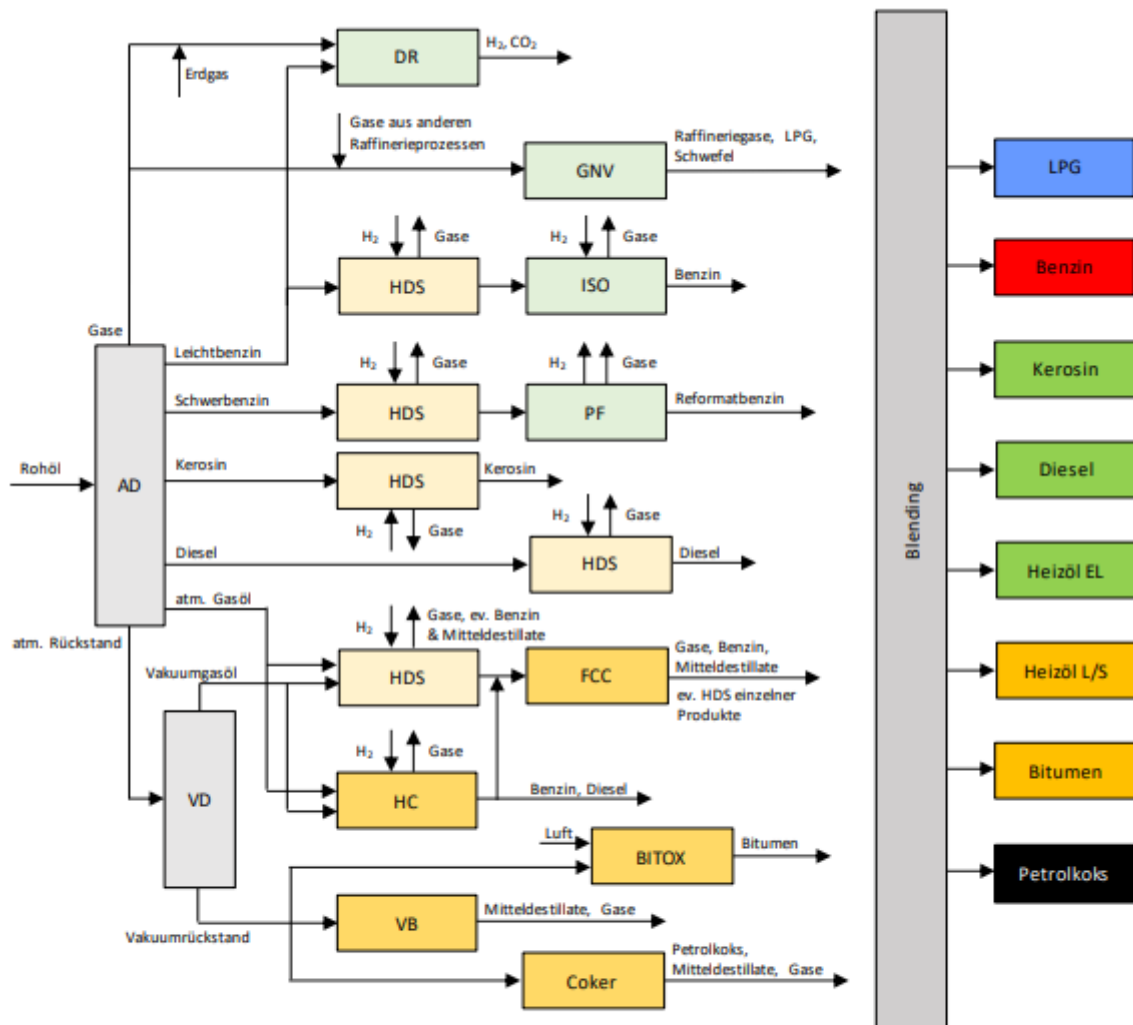 DR
H₂, CO₂
Erdgas
Gase aus anderen
Raffinerieprozessen
GNV
Raffineriegase, LPG,
Schwefel
LPG
H₂
Gase
H₂
Gase
HDS
ISO
Benzin
Benzin
Gase
Leichtbenzin
H₂
Gase
H₂
Gase
Kerosin
Schwerbenzin
HDS
PF
Reformatbenzin
Rohöl
AD
Kerosin
HDS
Kerosin
Diesel
H₂
Gase
H₂
Gase
Blending
Diesel
HDS
Diesel
Heizöl EL
atm. Gasöl
atm. Rückstand
H₂
Gase, ev. Benzin
& Mitteldestillate
Vakuumgasöl
HDS
FCC
Gase, Benzin,
Mitteldestillate
ev. HDS einzelner
Produkte
Heizöl L/S
H₂
Gase
VD
HC
Benzin, Diesel
Bitumen
Luft
BITOX
Bitumen
Petrolkoks
Vakuumrückstand
VB
Mitteldestillate, Gase
Coker
Petrolkoks,
Mitteldestillate, Gase